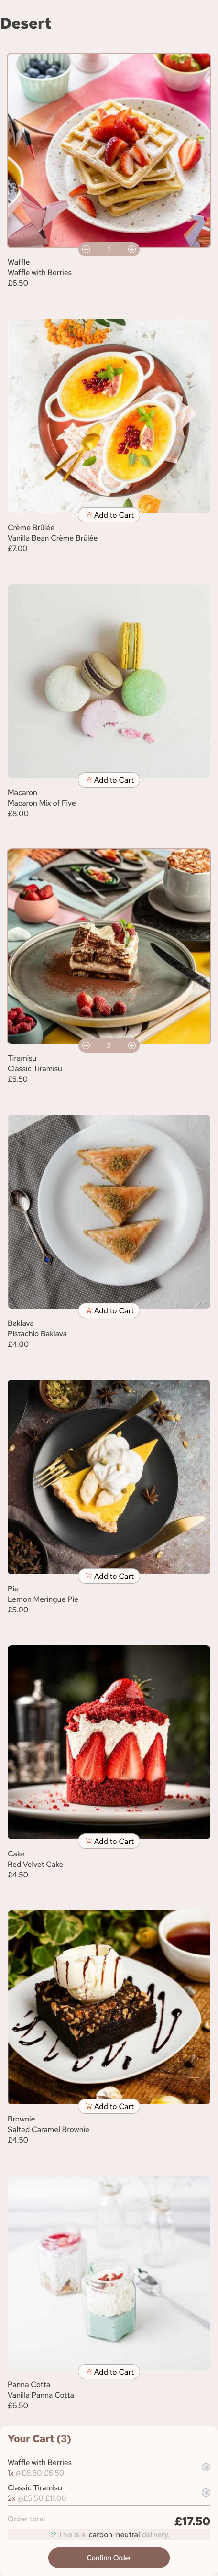 Desert
1
Waffle
Waffle with Berries
£6.50
Add to Cart
Crème Brûlée
Vanilla Bean Crème Brûlée
£7.00
Add to Cart
Macaron
Macaron Mix of Five
£8.00
2
Tiramisu
Classic Tiramisu
£5.50
Add to Cart
Baklava
Pistachio Baklava
£4.00
Add to Cart
Pie
Lemon Meringue Pie
£5.00
Add to Cart
Cake
Red Velvet Cake
£4.50
Add to Cart
Brownie
Salted Caramel Brownie
£4.50
Add to Cart
Panna Cotta
Vanilla Panna Cotta
£6.50
Your Cart (3)
Waffle with Berries
1x @£6.50 £6.50
Classic Tiramisu
2x @£5.50 £11.00
Order total £17.50
This is a carbon-neutral delivery.
Confirm Order